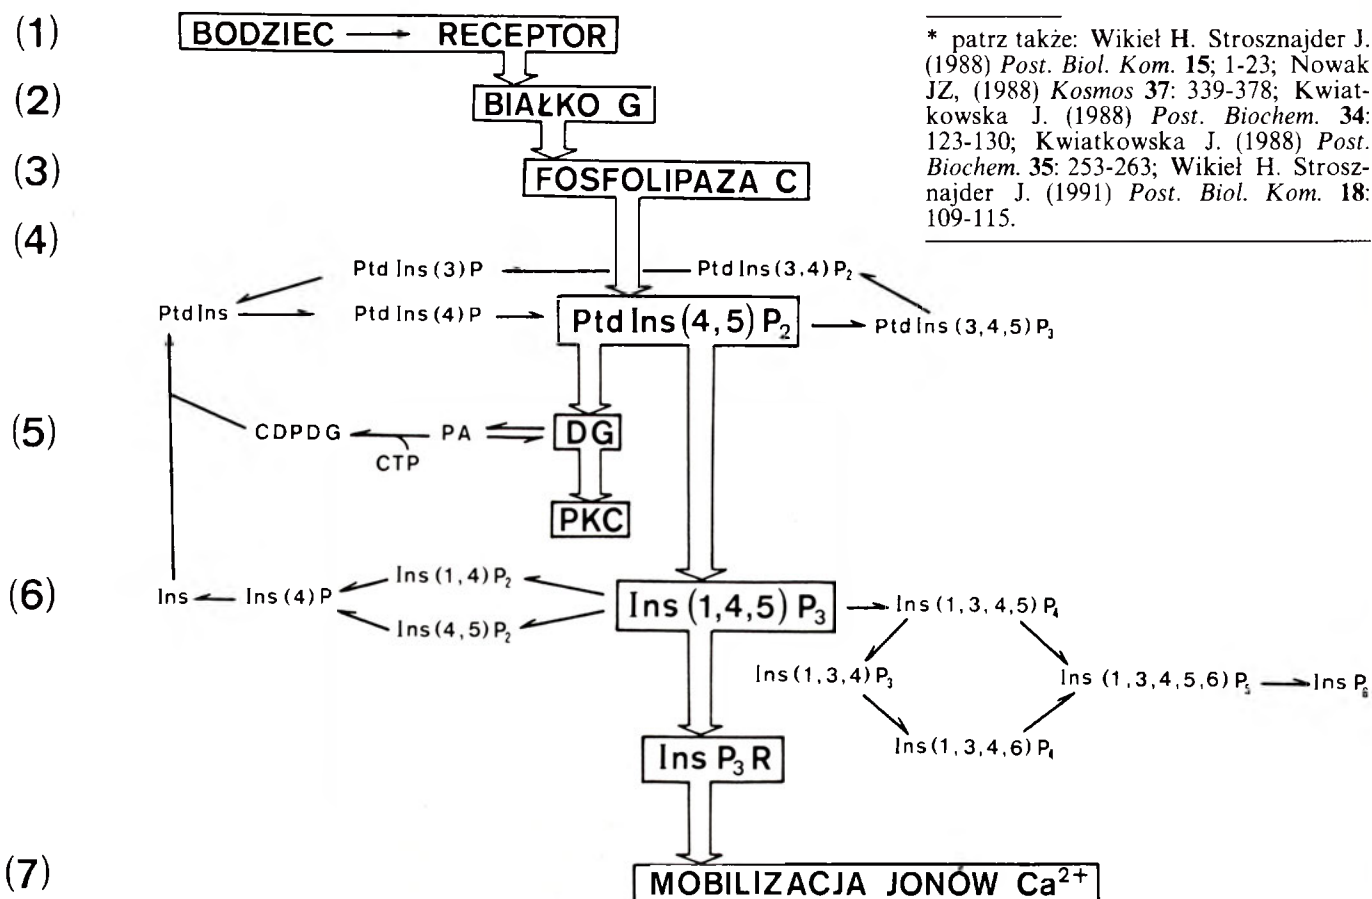 (1) BODZIEC → RECEPTOR
* patrz także: Wikieł H. Strosznajder J.
(1988) Post. Biol. Kom. 15; 1-23; Nowak
JZ, (1988) Kosmos 37: 339-378; Kwiat-
kowska J. (1988) Post. Biochem. 34:
123-130; Kwiatkowska J. (1988) Post.
Biochem. 35: 253-263; Wikieł H. Strosz-
najder J. (1991) Post. Biol. Kom. 18:
109-115.
(2) BIAŁKO G
(3) FOSFOLIPAZA C
(4)
PtdIns(3)P PtdIns(3,4)P₂
PtdIns PtdIns(4)P PtdIns(4,5)P₂ PtdIns(3,4,5)P₃
(5) CDPDG PA DG
CTP
PKC
Ins(1,4)P₂
(6) Ins Ins(4)P Ins(1,4,5)P₃ Ins(1,3,4,5)P₄
Ins(4,5)P₂
Ins(1,3,4)P₃ Ins(1,3,4,5,6)P₅ InsP₆
InsP₃R Ins(1,3,4,6)P₄
(7) MOBILIZACJA JONÓW Ca²⁺